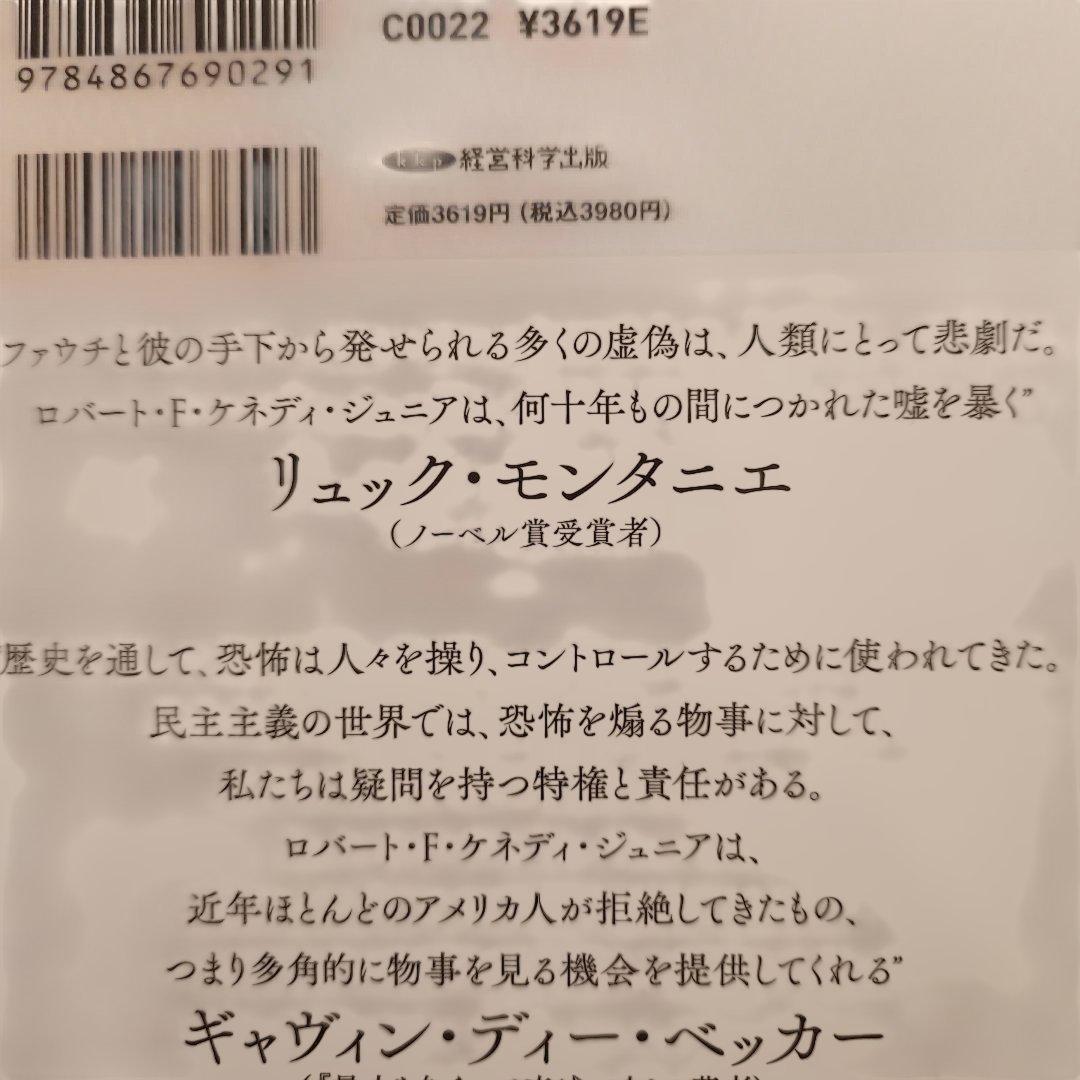 C0022 ¥3619E
9784867690291
kkp 経営科学出版
定価3619円（税込3980円）
ファウチと彼の手下から発せられる多くの虚偽は、人類にとって悲劇だ。
ロバート・F・ケネディ・ジュニアは、何十年もの間につかれた嘘を暴く”
リュック・モンタニエ
（ノーベル賞受賞者）
“歴史を通して、恐怖は人々を操り、コントロールするために使われてきた。
民主主義の世界では、恐怖を煽る物事に対して、
私たちは疑問を持つ特権と責任がある。
ロバート・F・ケネディ・ジュニアは、
近年ほとんどのアメリカ人が拒絶してきたもの、
つまり多角的に物事を見る機会を提供してくれる”
ギャヴィン・ディー・ベッカー